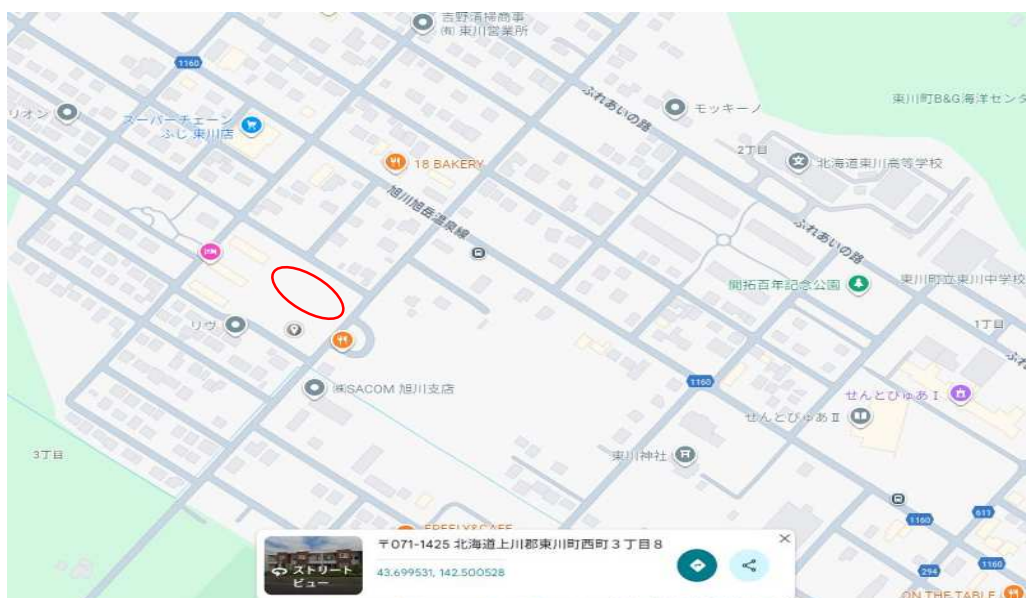 吉野清掃商事
㈲ 東川営業所
1160
リオン
スーパーチェーン
ふじ 東川店
18 BAKERY
旭川旭岳温泉線
ふれあいの路
モッキーノ
東川町B&G海洋センタ
2丁目
北海道東川高等学校
ふれあいの路
開拓百年記念公園
東川町立東川中学校
1丁目
リヴ
㈱SACOM 旭川支店
1160
せんとぴゅあ I
せんとぴゅあ II
東川神社
3丁目
611
1160
294
1160
FREELY&CAFE
ON THE TABLE
ストリート
ビュー
〒071-1425 北海道上川郡東川町西町3丁目8
43.699531, 142.500528